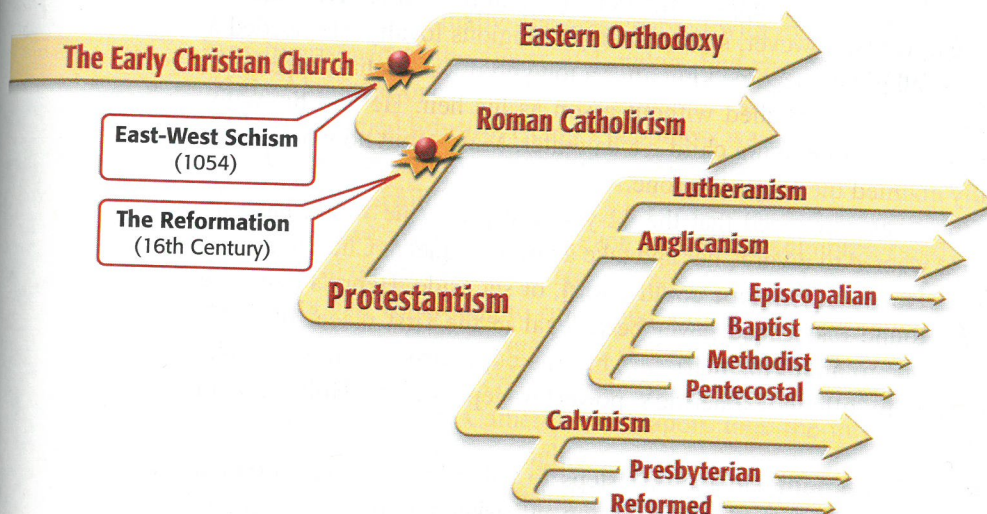 The Early Christian Church
Eastern Orthodoxy
East-West Schism
(1054)
Roman Catholicism
The Reformation
(16th Century)
Lutheranism
Anglicanism
Protestantism
Episcopalian
Baptist
Methodist
Pentecostal
Calvinism
Presbyterian
Reformed